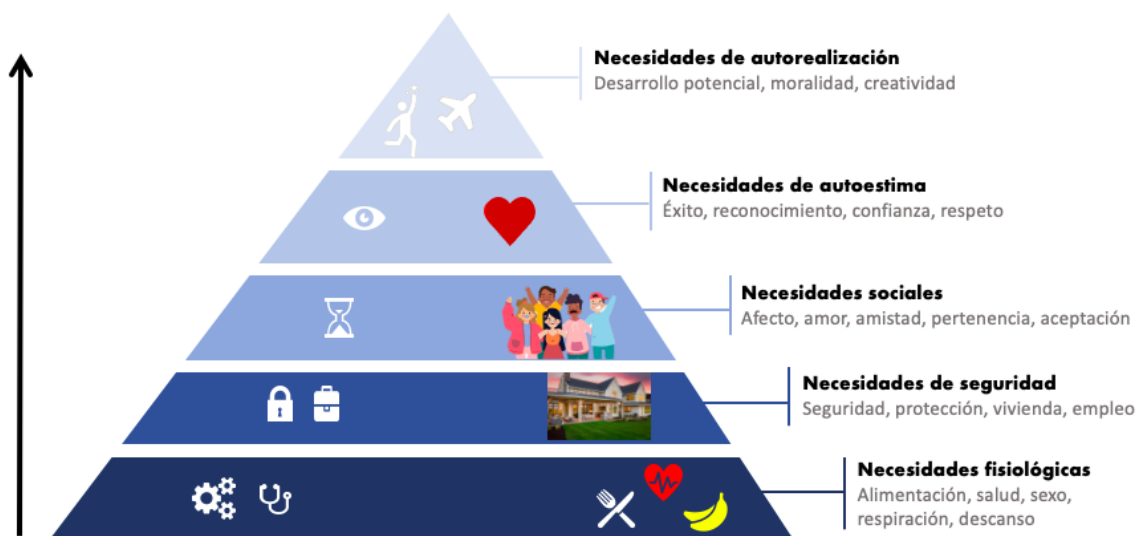 Necesidades de autorealización
Desarrollo potencial, moralidad, creatividad
Necesidades de autoestima
Éxito, reconocimiento, confianza, respeto
Necesidades sociales
Afecto, amor, amistad, pertenencia, aceptación
Necesidades de seguridad
Seguridad, protección, vivienda, empleo
Necesidades fisiológicas
Alimentación, salud, sexo,
respiración, descanso